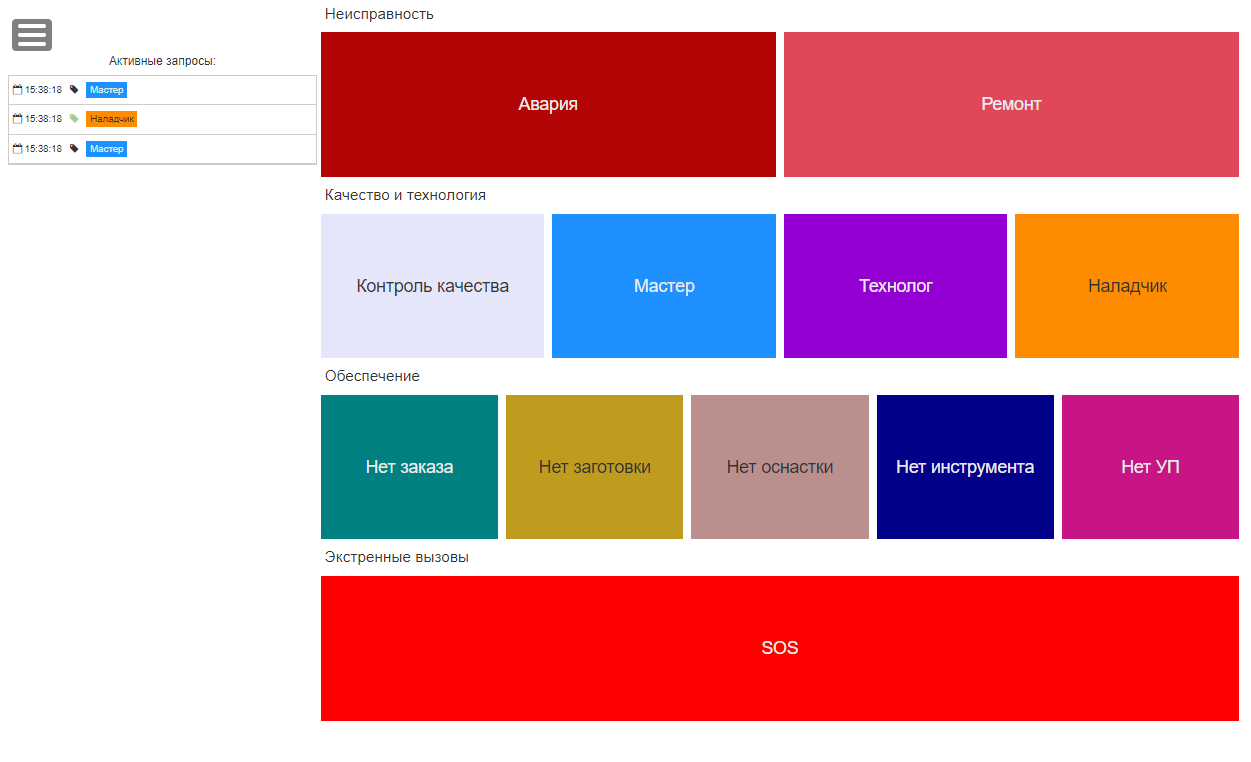 Активные запросы:
15:38:18 Мастер
15:38:18 Наладчик
15:38:18 Мастер
Неисправность
Авария Ремонт
Качество и технология
Контроль качества Мастер Технолог Наладчик
Обеспечение
Нет заказа Нет заготовки Нет оснастки Нет инструмента Нет УП
Экстренные вызовы
SOS